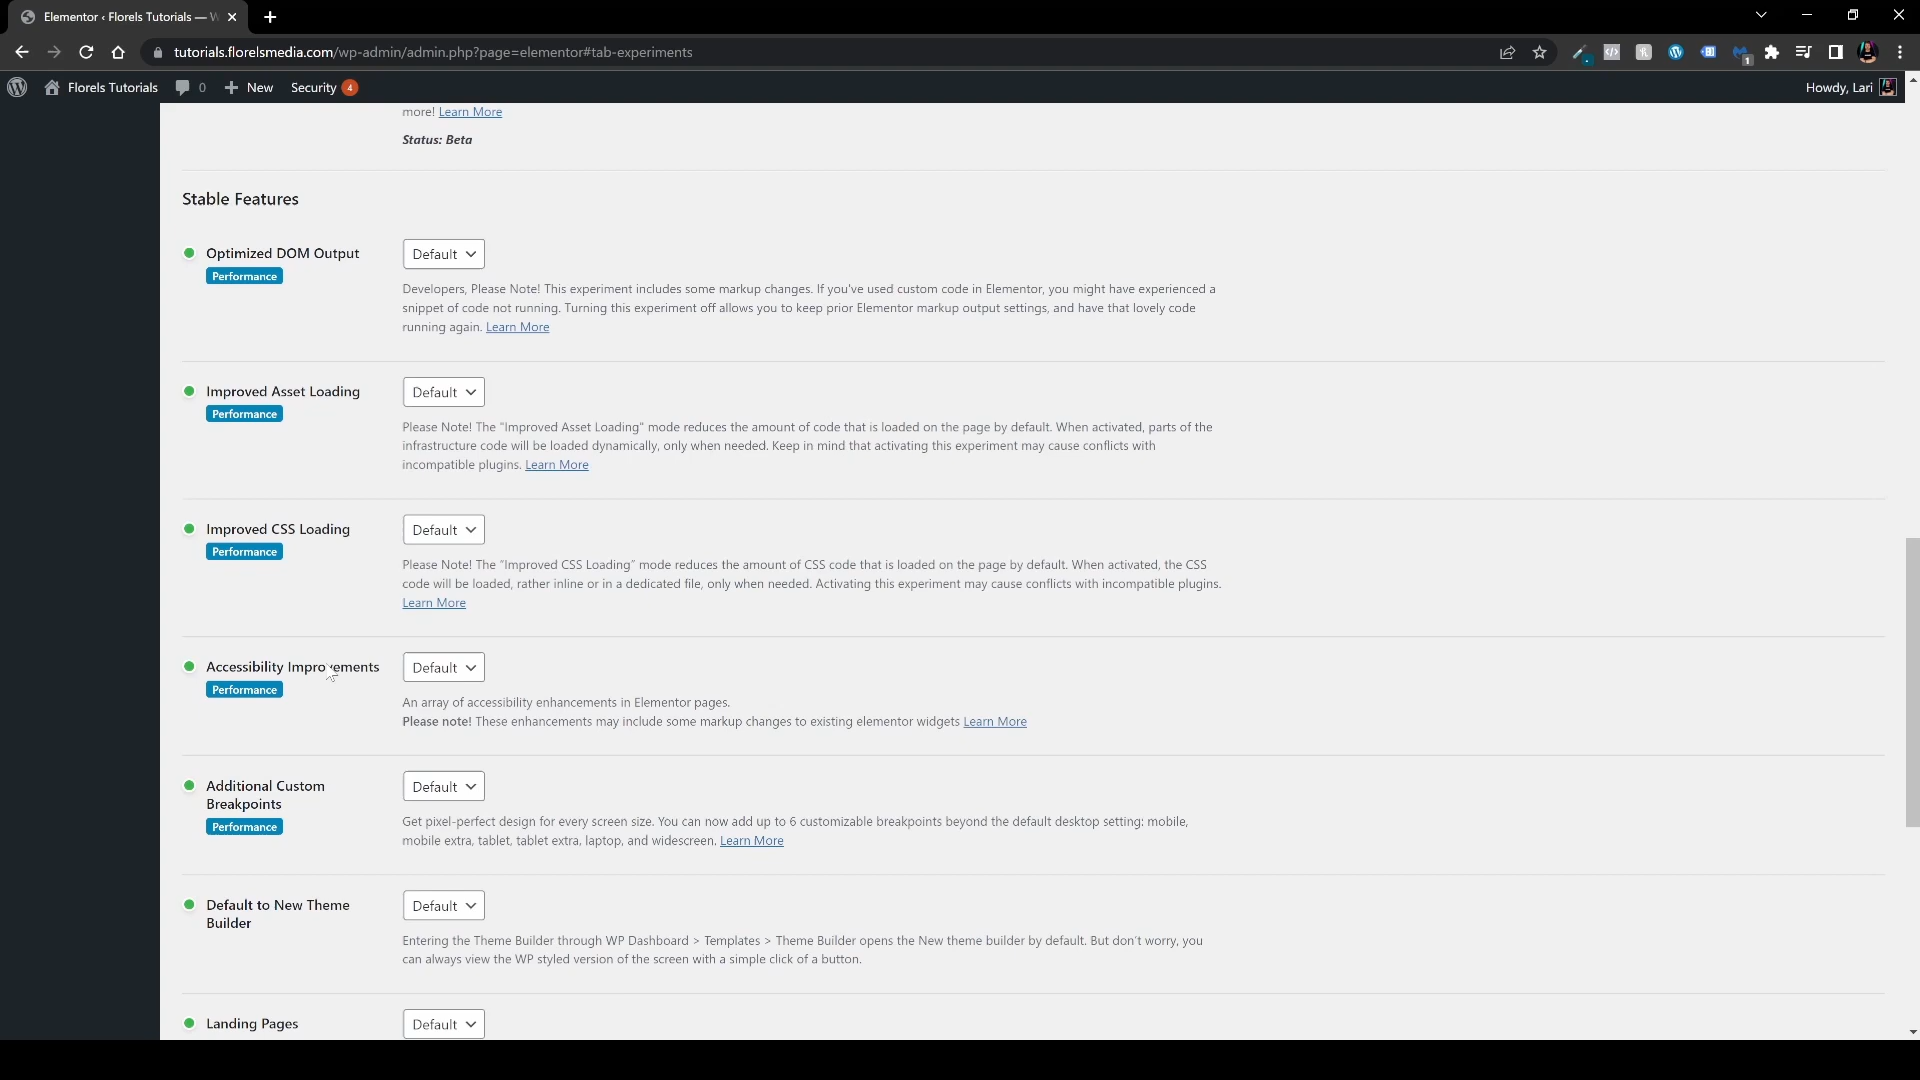 Elementor ‹ Florels Tutorials — W
tutorials.florelsmedia.com/wp-admin/admin.php?page=elementor#tab-experiments
1
Florels Tutorials 0 New Security 4 Howdy, Lari
more! Learn More
Status: Beta
Stable Features
Optimized DOM Output Default
Performance
Developers, Please Note! This experiment includes some markup changes. If you've used custom code in Elementor, you might have experienced a
snippet of code not running. Turning this experiment off allows you to keep prior Elementor markup output settings, and have that lovely code
running again. Learn More
Improved Asset Loading Default
Performance
Please Note! The "Improved Asset Loading" mode reduces the amount of code that is loaded on the page by default. When activated, parts of the
infrastructure code will be loaded dynamically, only when needed. Keep in mind that activating this experiment may cause conflicts with
incompatible plugins. Learn More
Improved CSS Loading Default
Performance
Please Note! The “Improved CSS Loading” mode reduces the amount of CSS code that is loaded on the page by default. When activated, the CSS
code will be loaded, rather inline or in a dedicated file, only when needed. Activating this experiment may cause conflicts with incompatible plugins.
Learn More
Accessibility Improvements Default
Performance
An array of accessibility enhancements in Elementor pages.
Please note! These enhancements may include some markup changes to existing elementor widgets Learn More
Additional Custom Default
Breakpoints
Performance
Get pixel-perfect design for every screen size. You can now add up to 6 customizable breakpoints beyond the default desktop setting: mobile,
mobile extra, tablet, tablet extra, laptop, and widescreen. Learn More
Default to New Theme Default
Builder
Entering the Theme Builder through WP Dashboard > Templates > Theme Builder opens the New theme builder by default. But don’t worry, you
can always view the WP styled version of the screen with a simple click of a button.
Landing Pages Default